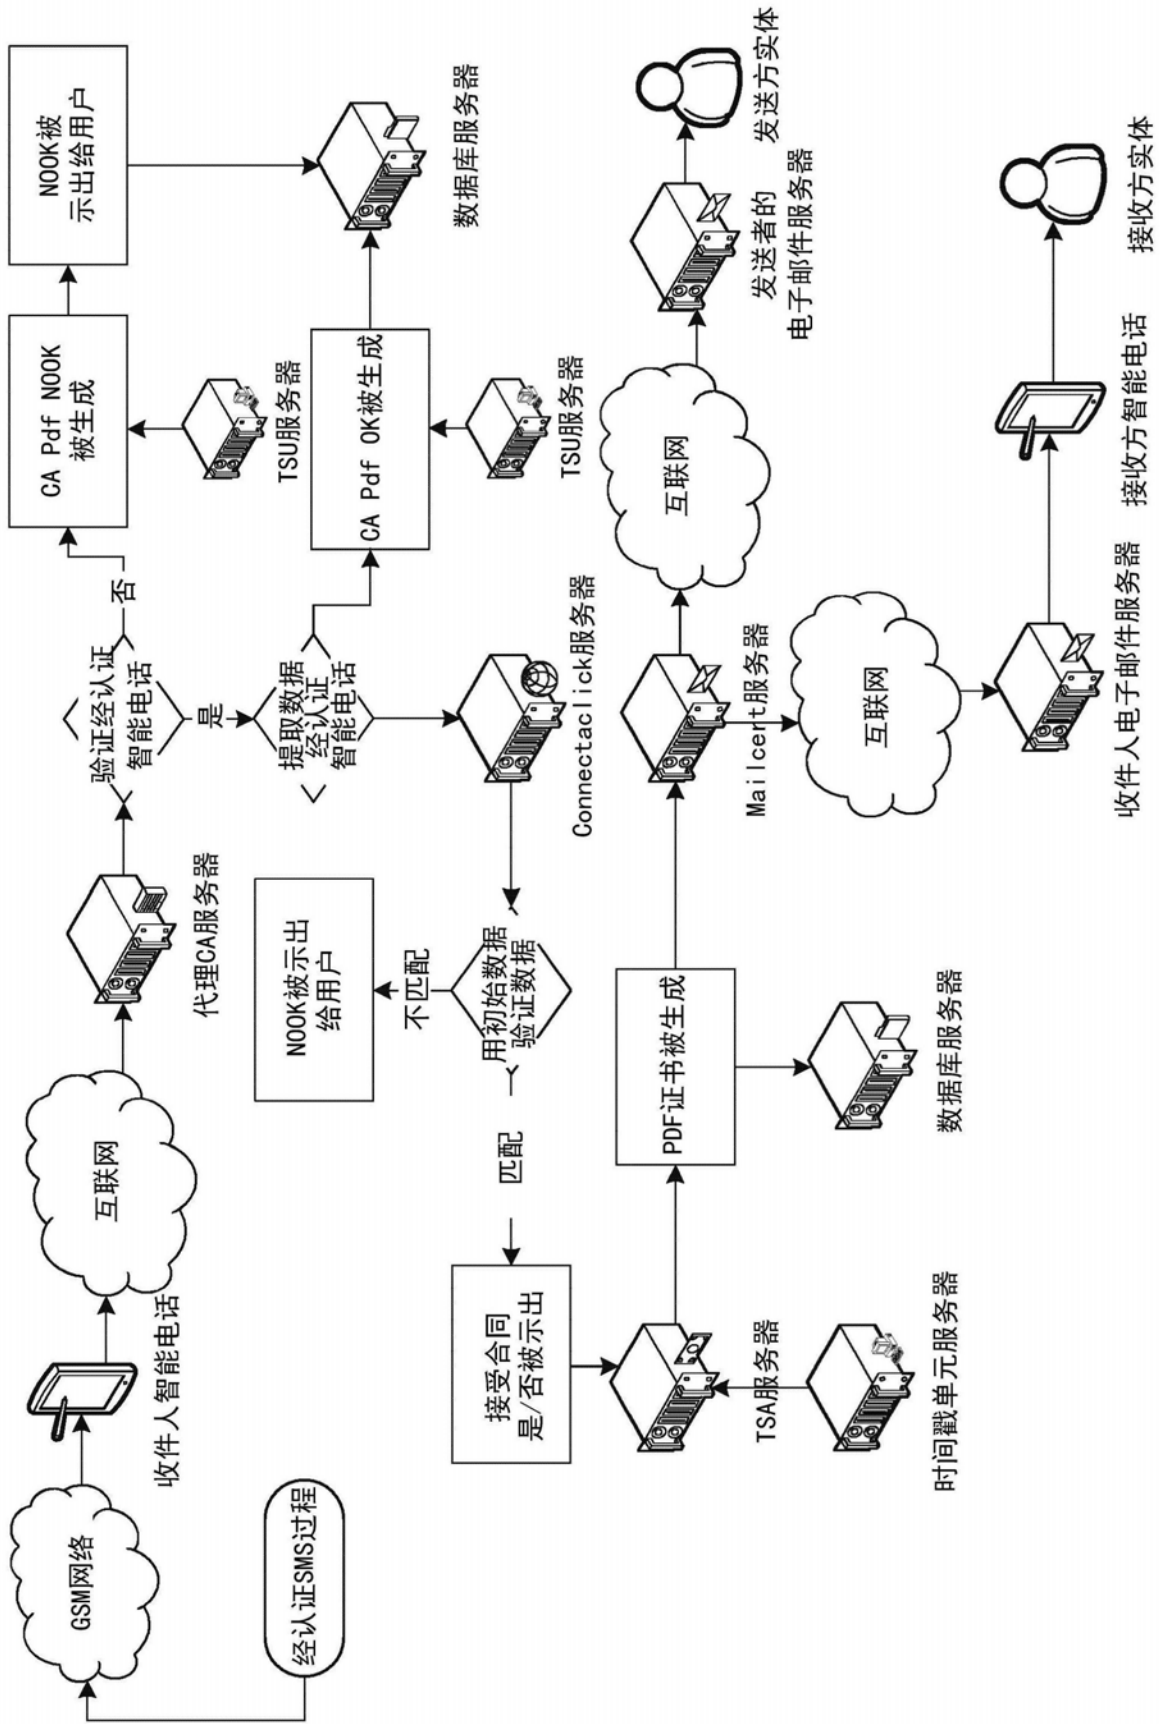 NOOK被
示出给用户
数据库服务器
CA Pdf NOOK
被生成
TSU服务器
CA Pdf OK被生成
TSU服务器
否
验证经认证
智能电话
是
提取数据
经认证
智能电话
Connectaclick服务器
代理CA服务器
NOOK被示出
给用户
不匹配
用初始数据
验证数据
匹配
互联网
收件人智能电话
GSM网络
经认证SMS过程
接受合同
是/否被示出
TSA服务器
时间戳单元服务器
PDF证书被生成
数据库服务器
Mailcert服务器
互联网
发送者的
电子邮件服务器
发送方实体
互联网
收件人电子邮件服务器
接收方智能电话
接收方实体